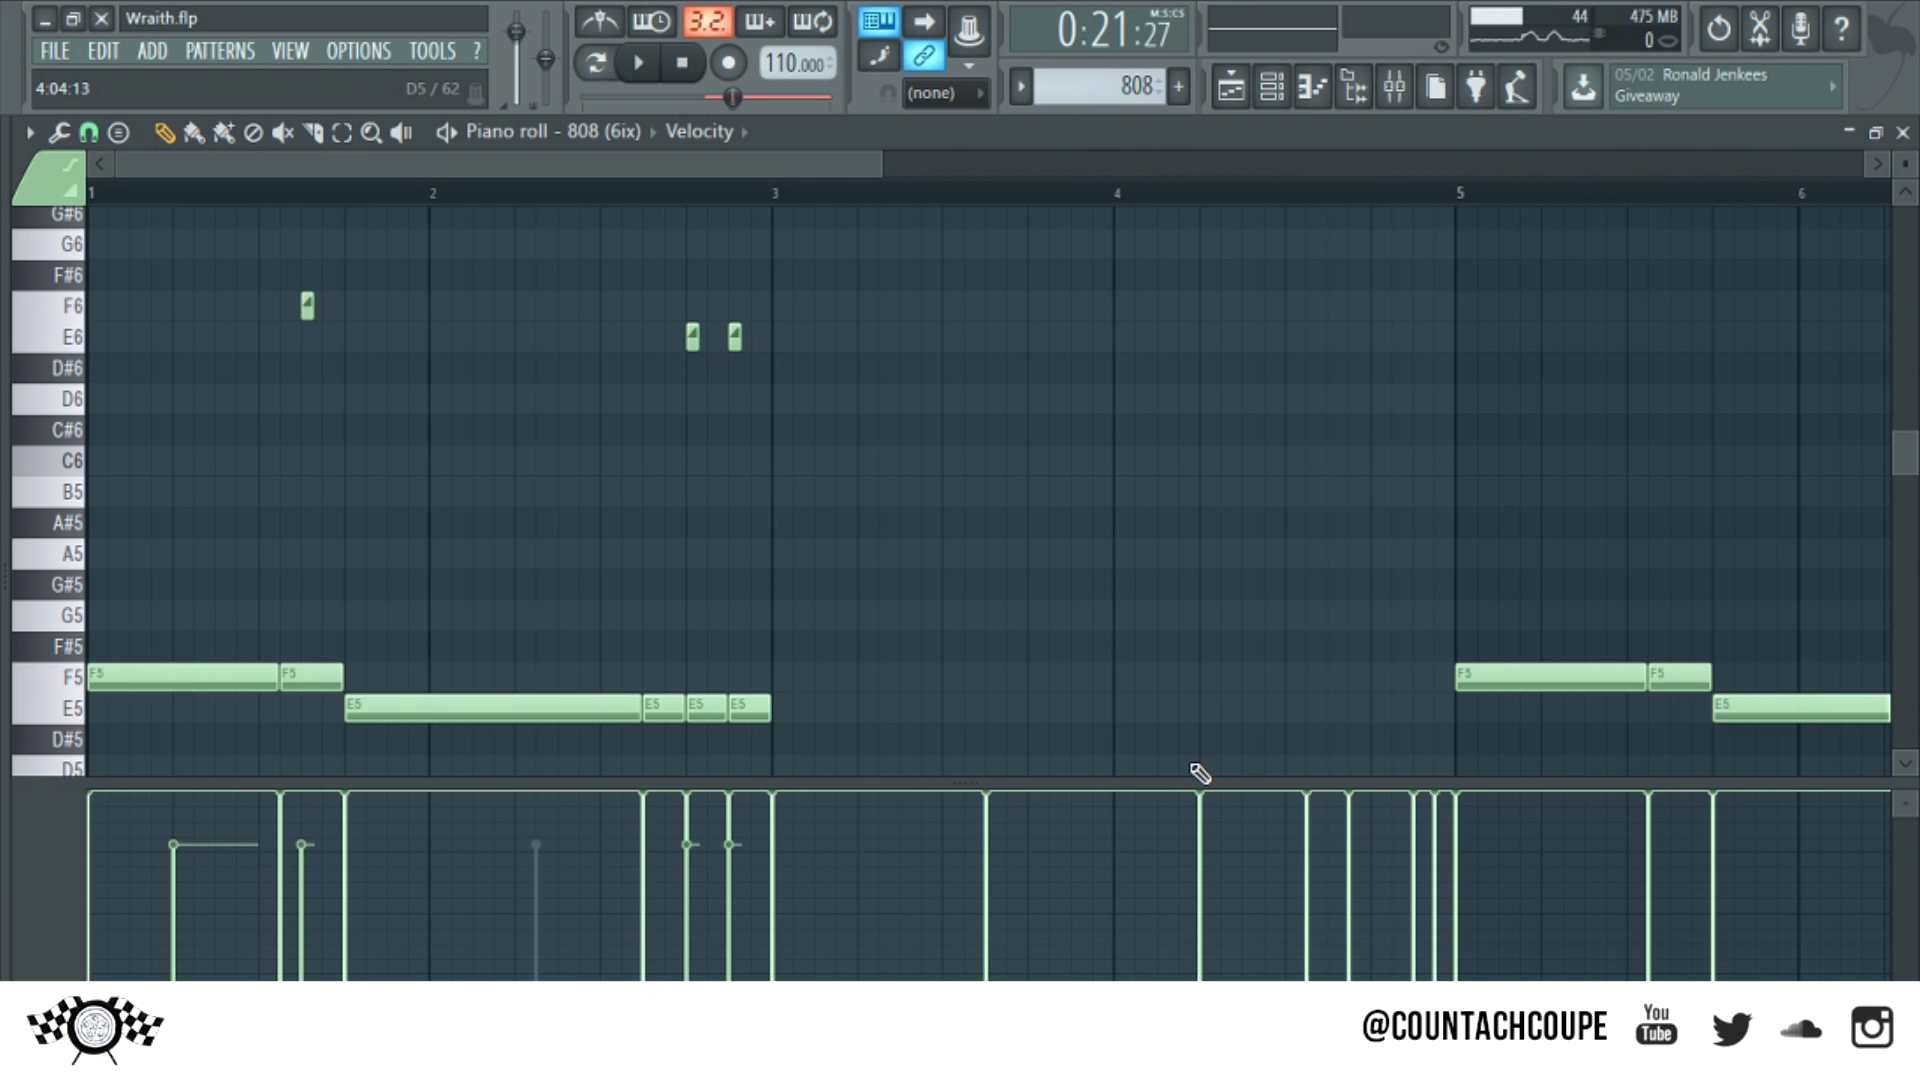 Wraith.flp
FILE EDIT ADD PATTERNS VIEW OPTIONS TOOLS ?
4:04:13 D5 / 62
3.2.
110.000
(none)
0:21:27 M:S:CS
808
44 475 MB
0
05/02 Ronald Jenkees
Giveaway
Piano roll - 808 (6ix) Velocity
1 2 3 4 5 6
G#6
G6
F#6
F6
E6
D#6
D6
C#6
C6
B5
A#5
A5
G#5
G5
F#5
F5 F5 F5 F5 F5
E5 E5 E5 E5 E5 E5
D#5
D5
@COUNTACHCOUPE You
Tube